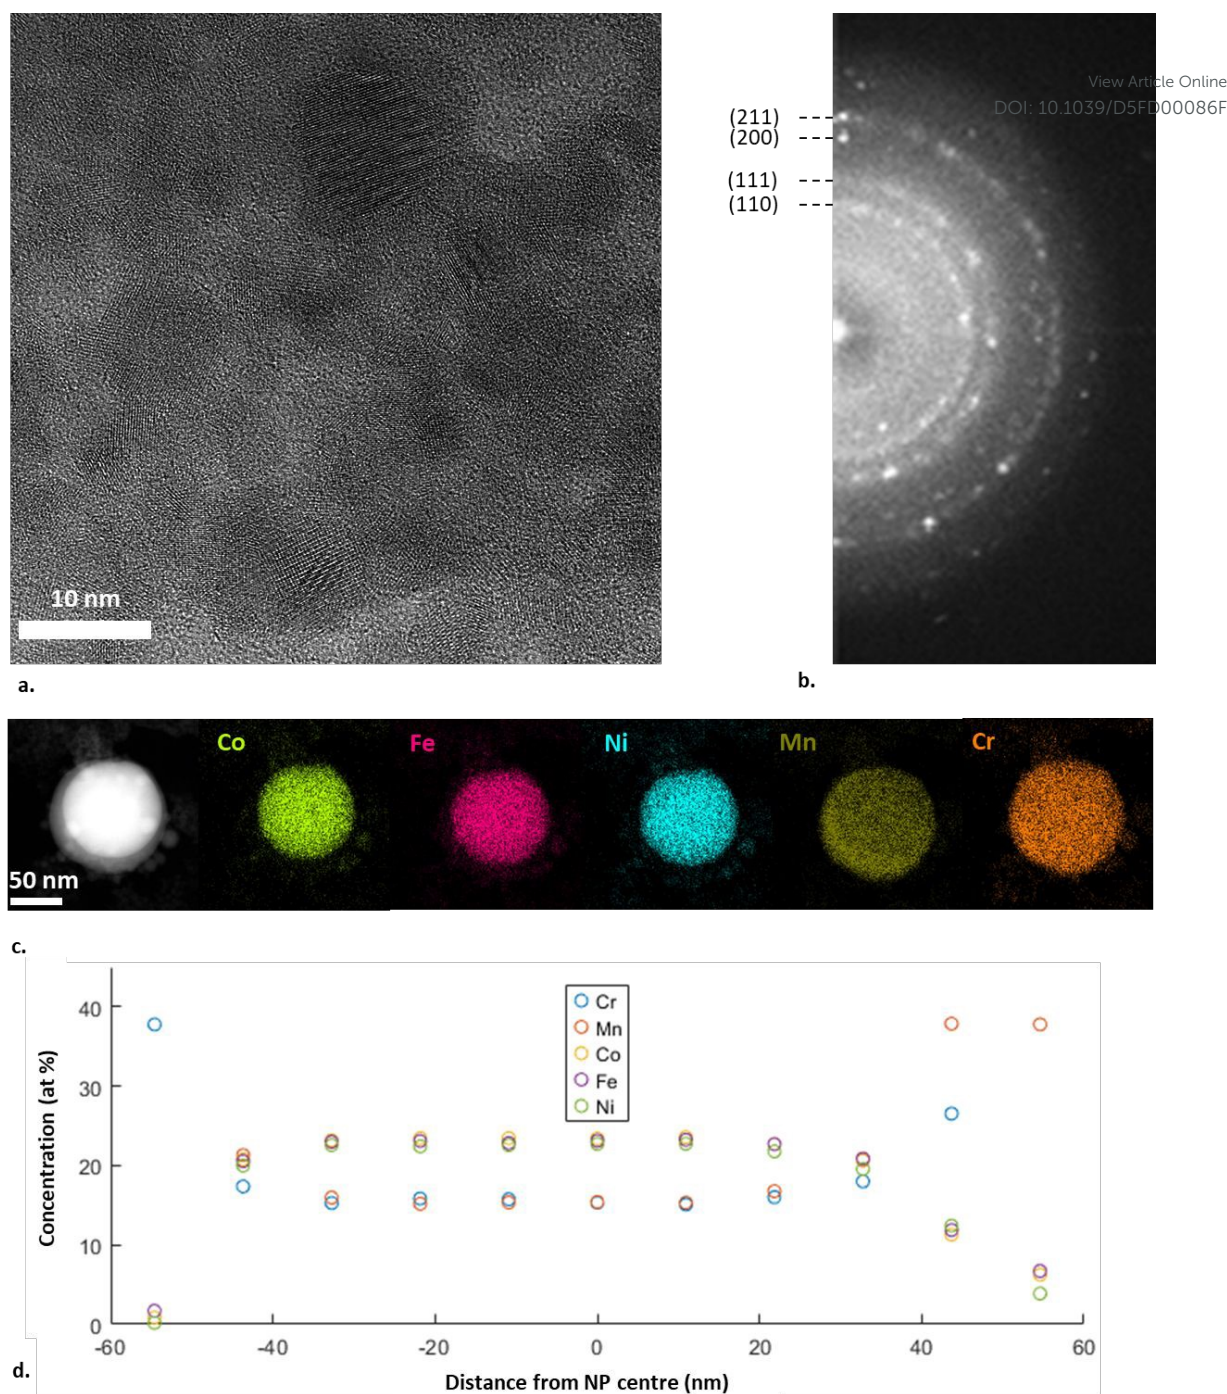 View Article Online
DOI: 10.1039/D5FD00086F
(211)
(200)
(111)
(110)
10 nm
a.
b.
Co
Fe
Ni
Mn
Cr
50 nm
c.
Cr
Mn
Co
Fe
Ni
40
30
20
10
0
-60
-40
-20
0
20
40
60
Concentration (at %)
Distance from NP centre (nm)
d.